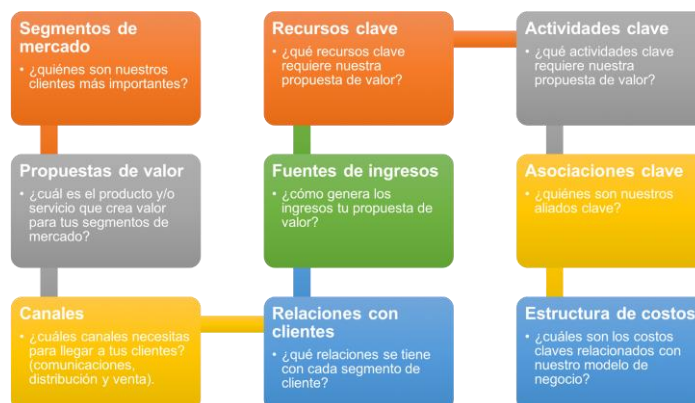 Segmentos de
mercado
• ¿quiénes son nuestros
clientes más importantes?
Propuestas de valor
• ¿cuál es el producto y/o
servicio que crea valor
para tus segmentos de
mercado?
Canales
• ¿cuáles canales necesitas
para llegar a tus clientes?
(comunicaciones,
distribución y venta).
Relaciones con
clientes
• ¿qué relaciones se tiene
con cada segmento de
cliente?
Fuentes de ingresos
• ¿cómo genera los
ingresos tu propuesta de
valor?
Recursos clave
• ¿qué recursos clave
requiere nuestra
propuesta de valor?
Actividades clave
• ¿qué actividades clave
requiere nuestra
propuesta de valor?
Asociaciones clave
• ¿quiénes son nuestros
aliados clave?
Estructura de costos
• ¿cuáles son los costos
claves relacionados con
nuestro modelo de
negocio?